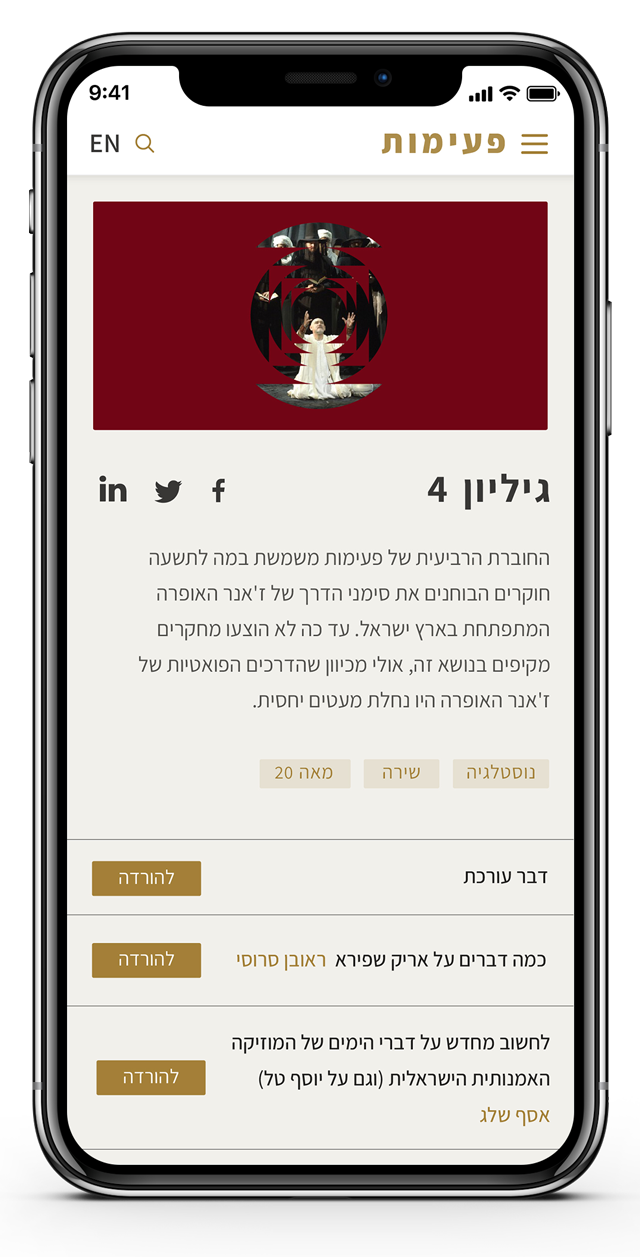 9:41
פעימות
EN
גיליון 4
החוברת הרביעית של פעימות משמשת במה לתשעה
חוקרים הבוחנים את סימני הדרך של ז'אנר האופרה
המתפתחת בארץ ישראל. עד כה לא הוצעו מחקרים
מקיפים בנושא זה, אולי מכיוון שהדרכים הפואטיות של
ז'אנר האופרה היו נחלת מעטים יחסית.
נוסטלגיה שירה מאה 20
דבר עורכת להורדה
כמה דברים על אריק שפירא ראובן סרוסי להורדה
לחשוב מחדש על דברי הימים של המוזיקה
האמנותית הישראלית (וגם על יוסף טל) להורדה
אסף שלג